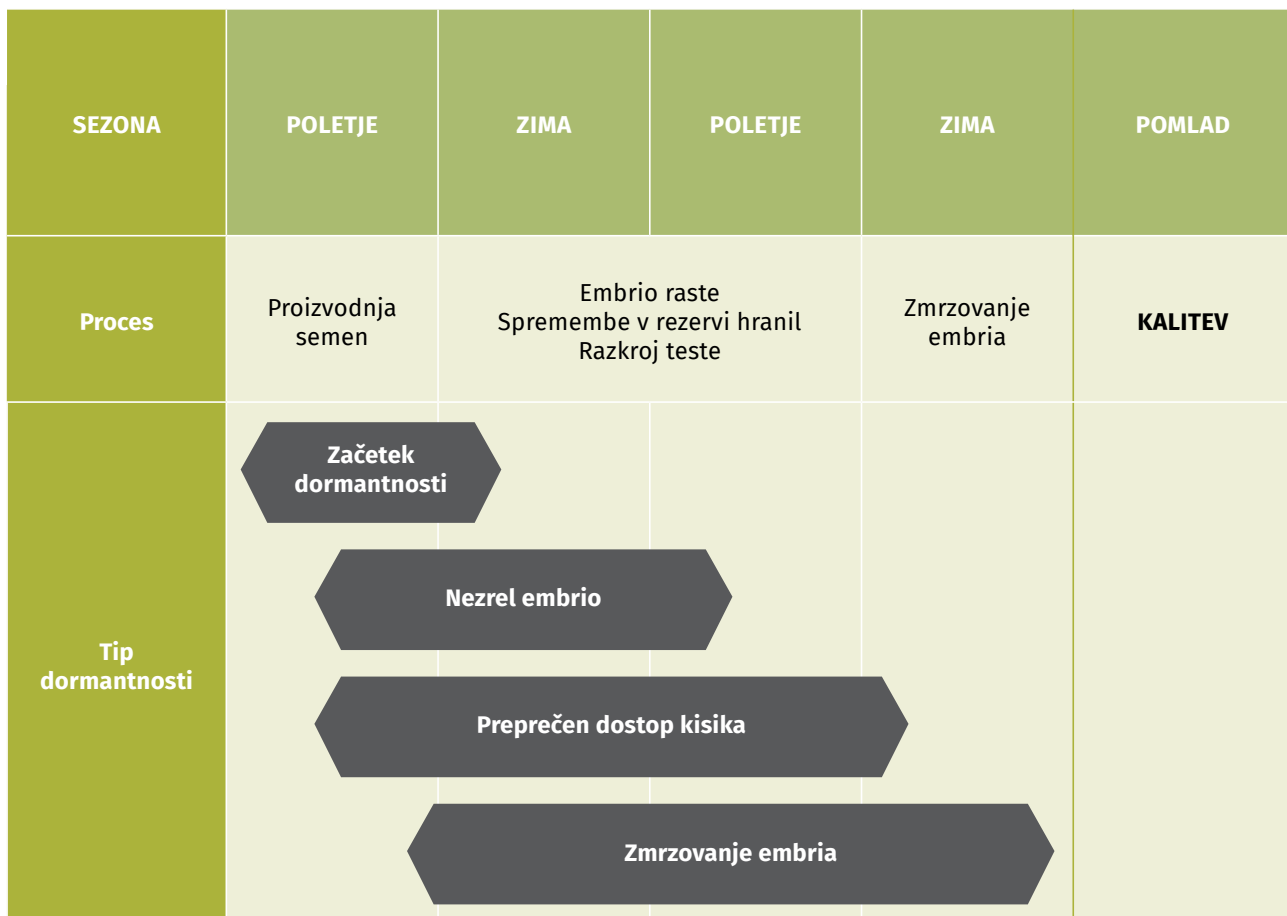 SEZONA
POLETJE
ZIMA
POLETJE
ZIMA
POMLAD
Proces
Proizvodnja
semen
Embrio raste
Spremembe v rezervi hranil
Razkroj teste
Zmrzovanje
embria
KALITEV
Tip
dormantnosti
Začetek
dormantnosti
Nezrel embrio
Preprečen dostop kisika
Zmrzovanje embria